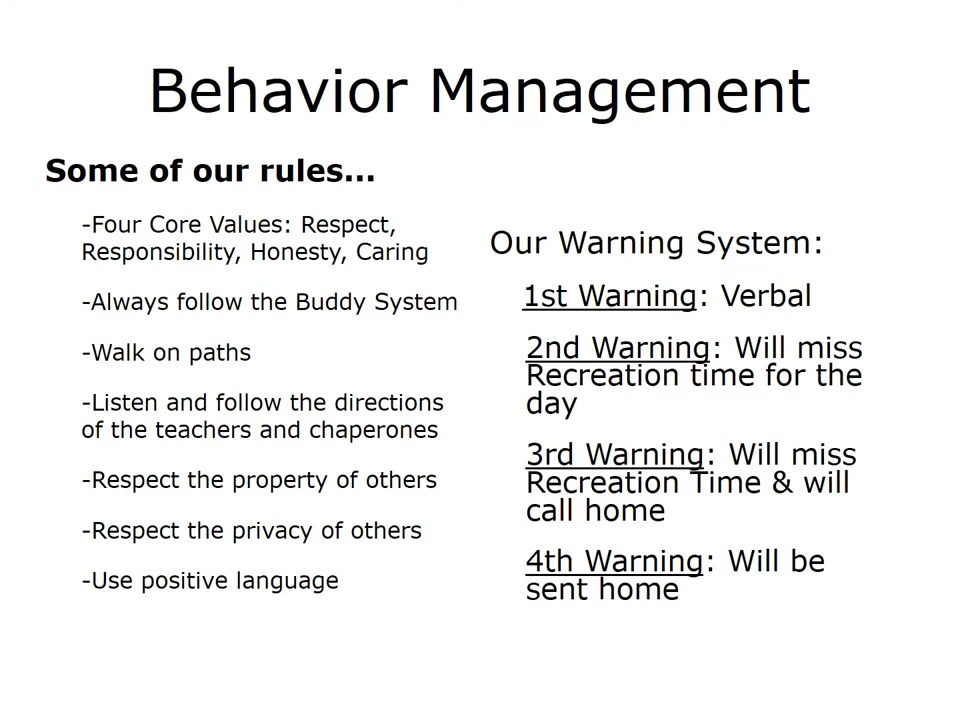 Behavior Management
Some of our rules...
-Four Core Values: Respect,
Responsibility, Honesty, Caring
-Always follow the Buddy System
-Walk on paths
-Listen and follow the directions
of the teachers and chaperones
-Respect the property of others
-Respect the privacy of others
-Use positive language
Our Warning System:
1st Warning: Verbal
2nd Warning: Will miss
Recreation time for the
day
3rd Warning: Will miss
Recreation Time & will
call home
4th Warning: Will be
sent home